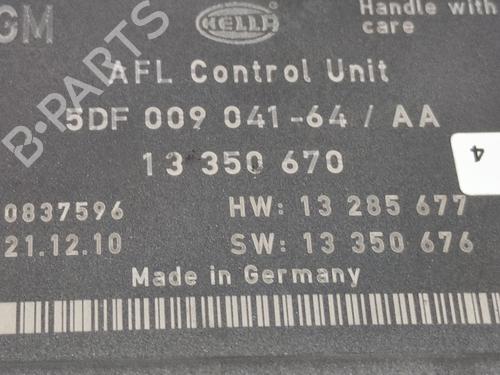 GM HELLA Handle with
care
AFL Control Unit
5DF 009 041-64 / AA
13 350 670
4
0837596 HW: 13 285 677
21.12.10 SW: 13 350 676
Made in Germany
B-PARTS